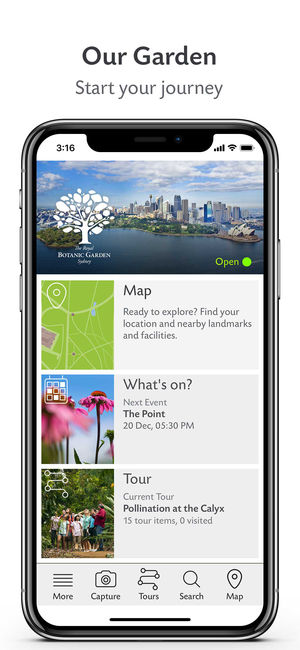 Our Garden
Start your journey
3:16
The Royal
BOTANIC GARDEN
Sydney
Open
Map
Ready to explore? Find your
location and nearby landmarks
and facilities.
What's on?
Next Event
The Point
20 Dec, 05:30 PM
Tour
Current Tour
Pollination at the Calyx
15 tour items, 0 visited
More
Capture
Tours
Search
Map